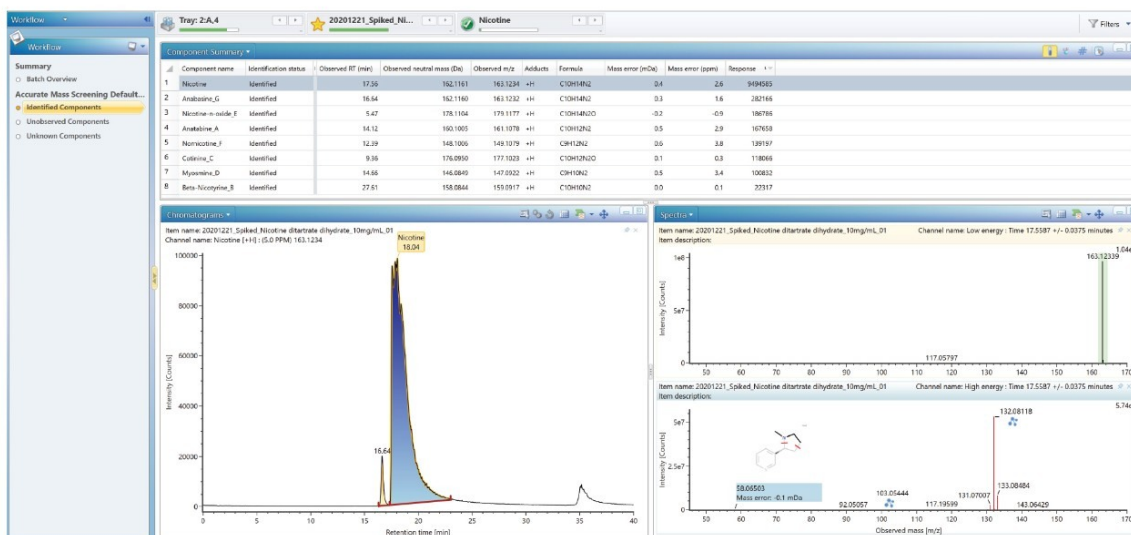 Workflow
Tray: 2:A,4
20201221_Spiked_Ni...
Nicotine
Filters
Workflow
Summary
Batch Overview
Accurate Mass Screening Default...
Identified Components
Unobserved Components
Unknown Components
Component Summary
Component name Identification status Observed RT (min) Observed neutral mass (Da) Observed m/z Adducts Formula Mass error (mDa) Mass error (ppm) Response
1 Nicotine Identified 17.56 162.1161 163.1234 +H C10H14N2 0.4 2.6 9494585
2 Anabasine_G Identified 16.64 162.1160 163.1232 +H C10H14N2 0.3 1.6 282166
3 Nicotine-n-oxide_E Identified 5.47 178.1104 179.1177 +H C10H14N2O -0.2 -0.9 186786
4 Anatabine_A Identified 14.12 160.1005 161.1078 +H C10H12N2 0.5 2.9 167658
5 Nornicotine_F Identified 12.39 148.1006 149.1079 +H C9H12N2 0.6 3.8 139197
6 Cotinine_C Identified 9.36 176.0950 177.1023 +H C10H12N2O 0.1 0.3 118066
7 Myosmine_D Identified 14.66 146.0849 147.0922 +H C9H10N2 0.5 3.4 100832
8 Beta-Nicotyrine_B Identified 27.61 158.0844 159.0917 +H C10H10N2 0.0 0.1 22317
Chromatograms
Item name: 20201221_Spiked_Nicotine ditartrate dihydrate_10mg/mL_01
Channel name: Nicotine [+H] : (5.0 PPM) 163.1234
Nicotine
18.04
100000
80000
60000
40000
20000
0
16.64
Intensity [Counts]
0 5 10 15 20 25 30 35 40
Retention time [min]
Spectra
Item name: 20201221_Spiked_Nicotine ditartrate dihydrate_10mg/mL_01 Channel name: Low energy : Time 17.5587 +/- 0.0375 minutes
Item description:
1.04e
163.12339
1e8
5e7
0
117.05797
Intensity [Counts]
50 60 70 80 90 100 110 120 130 140 150 160 170
Item name: 20201221_Spiked_Nicotine ditartrate dihydrate_10mg/mL_01 Channel name: High energy : Time 17.5587 +/- 0.0375 minutes
Item description:
5.74e
132.08118
5e7
2.5e7
0
58.06503
Mass error: -0.1 mDa
92.05057
103.05444
117.19599
131.07007
133.08484
143.06429
Intensity [Counts]
50 60 70 80 90 100 110 120 130 140 150 160 170
Observed mass [m/z]